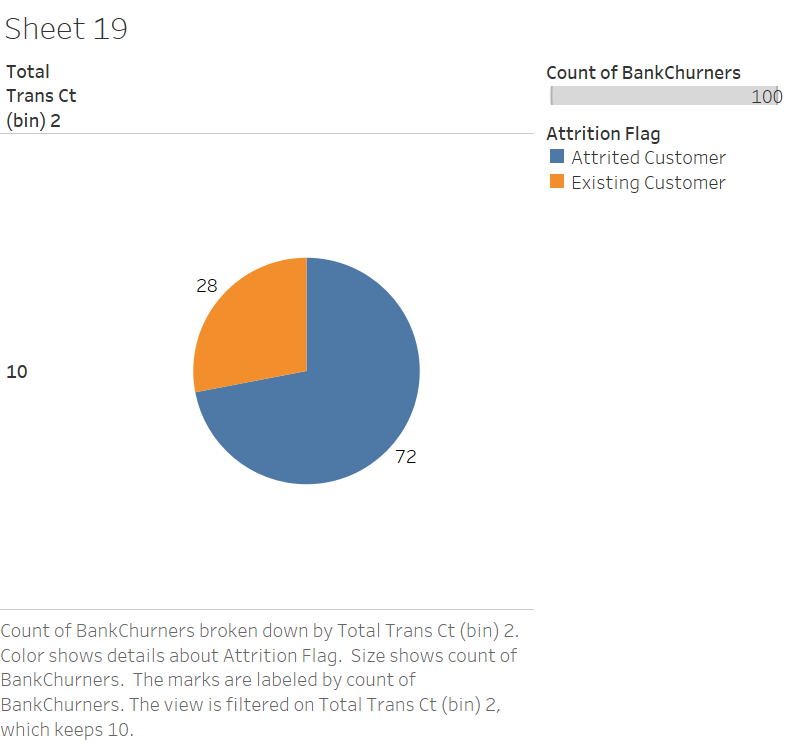 Sheet 19
Total
Trans Ct
(bin) 2
Count of BankChurners
100
Attrition Flag
Attrited Customer
Existing Customer
28
10
72
Count of BankChurners broken down by Total Trans Ct (bin) 2.
Color shows details about Attrition Flag.  Size shows count of
BankChurners.  The marks are labeled by count of
BankChurners. The view is filtered on Total Trans Ct (bin) 2,
which keeps 10.